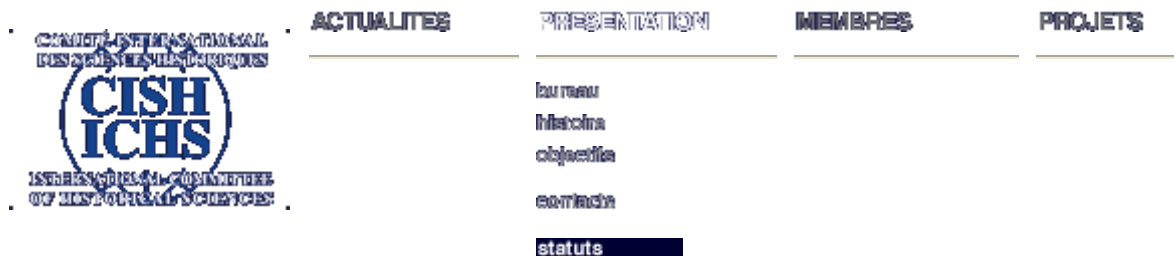 ACTUALITES PRESENTATION MEMBRES PROJETS
COMITÉ INTERNATIONAL
DES SCIENCES HISTORIQUES
CISH
ICHS
INTERNATIONAL COMMITTEE
OF HISTORICAL SCIENCES
bureau
histoire
objectifs
contacts
statuts